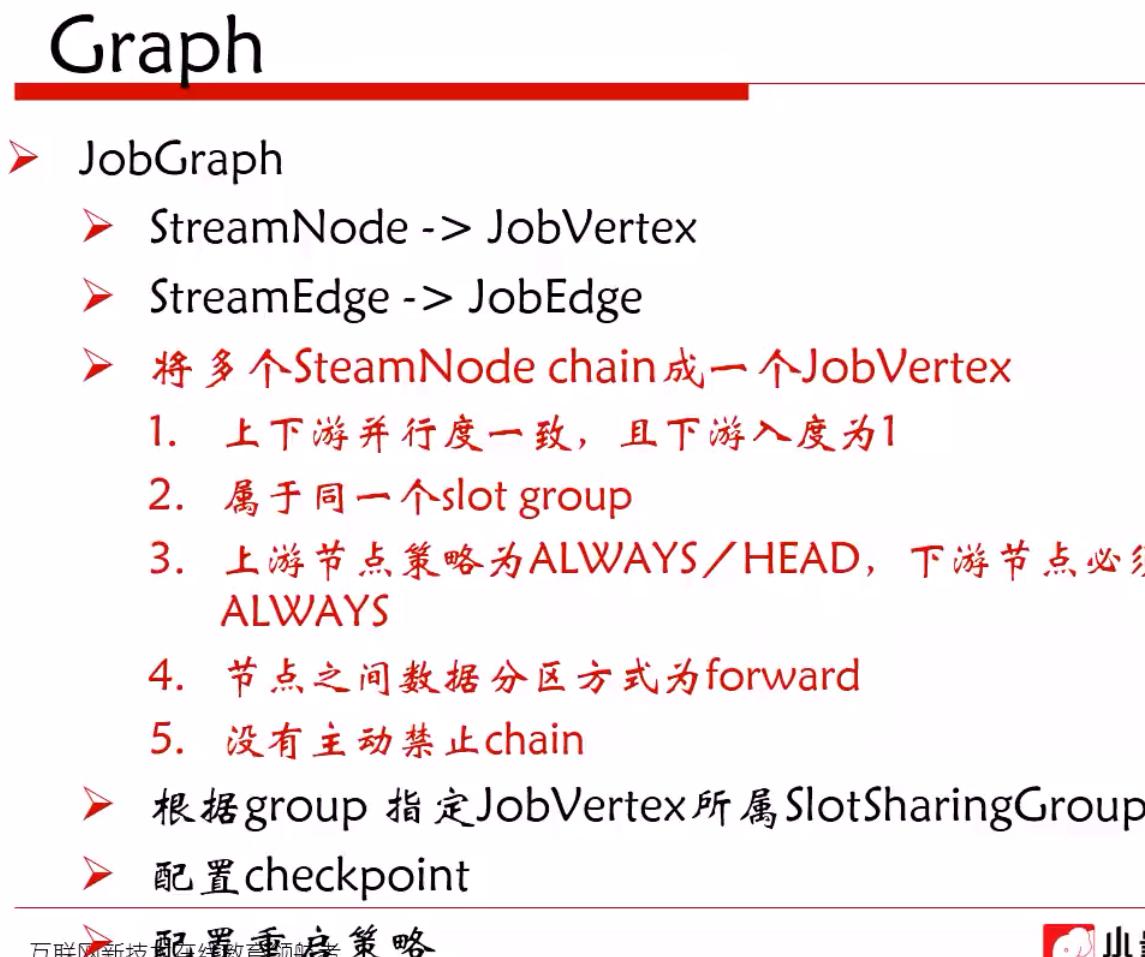 Graph
JobGraph
StreamNode -> JobVertex
StreamEdge -> JobEdge
将多个SteamNode chain成一个JobVertex
1. 上下游并行度一致，且下游入度为1
2. 属于同一个slot group
3. 上游节点策略为ALWAYS／HEAD，下游节点必须
ALWAYS
4. 节点之间数据分区方式为forward
5. 没有主动禁止chain
根据group 指定JobVertex所属SlotSharingGroup
配置checkpoint
配置重启策略
互联网新技术在线教育领航者
小